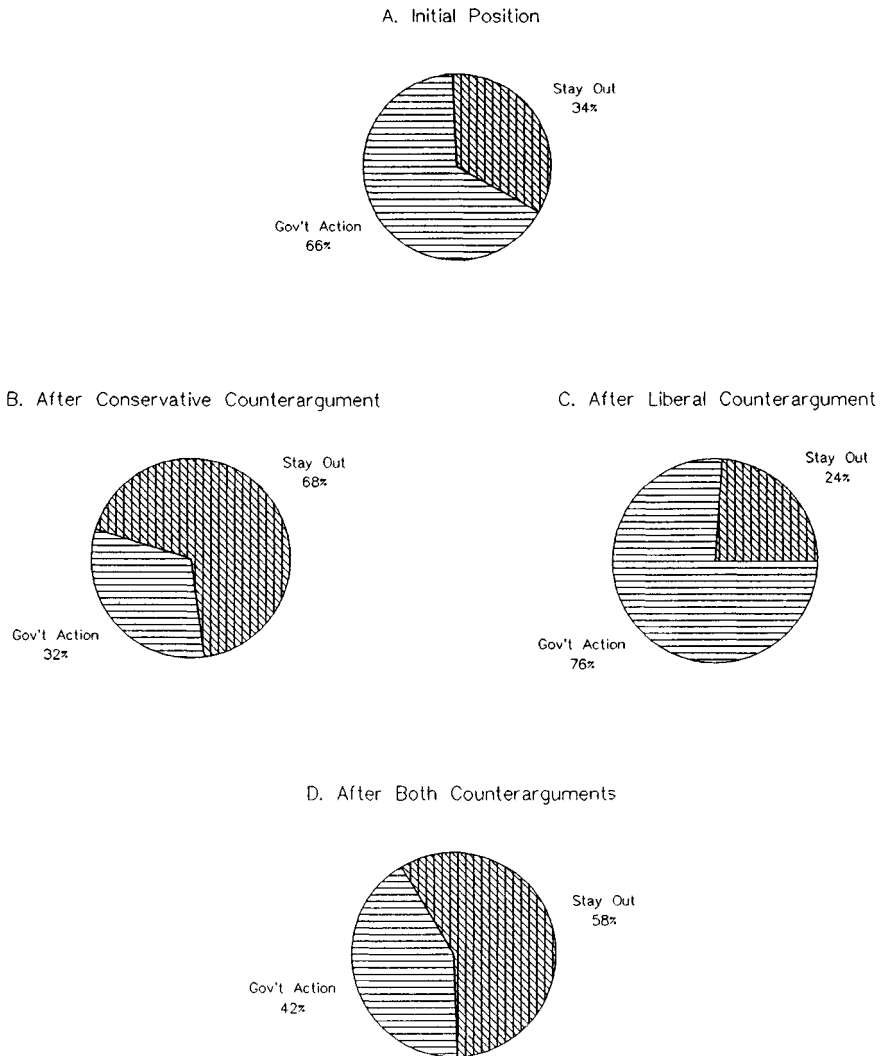 A. Initial Position
Stay Out
34%
Gov't Action
66%
B. After Conservative Counterargument
C. After Liberal Counterargument
Stay Out
68%
Stay Out
24%
Gov't Action
32%
Gov't Action
76%
D. After Both Counterarguments
Stay Out
58%
Gov't Action
42%